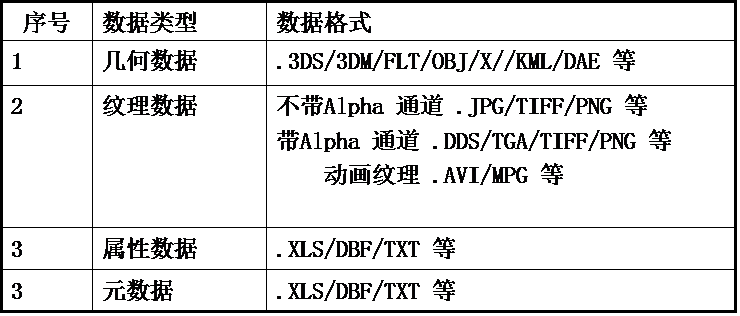 序号 数据类型 数据格式
1 几何数据 .3DS/3DM/FLT/OBJ/X//KML/DAE 等
2 纹理数据 不带Alpha 通道 .JPG/TIFF/PNG 等
带Alpha 通道 .DDS/TGA/TIFF/PNG 等
动画纹理 .AVI/MPG 等
3 属性数据 .XLS/DBF/TXT 等
3 元数据 .XLS/DBF/TXT 等